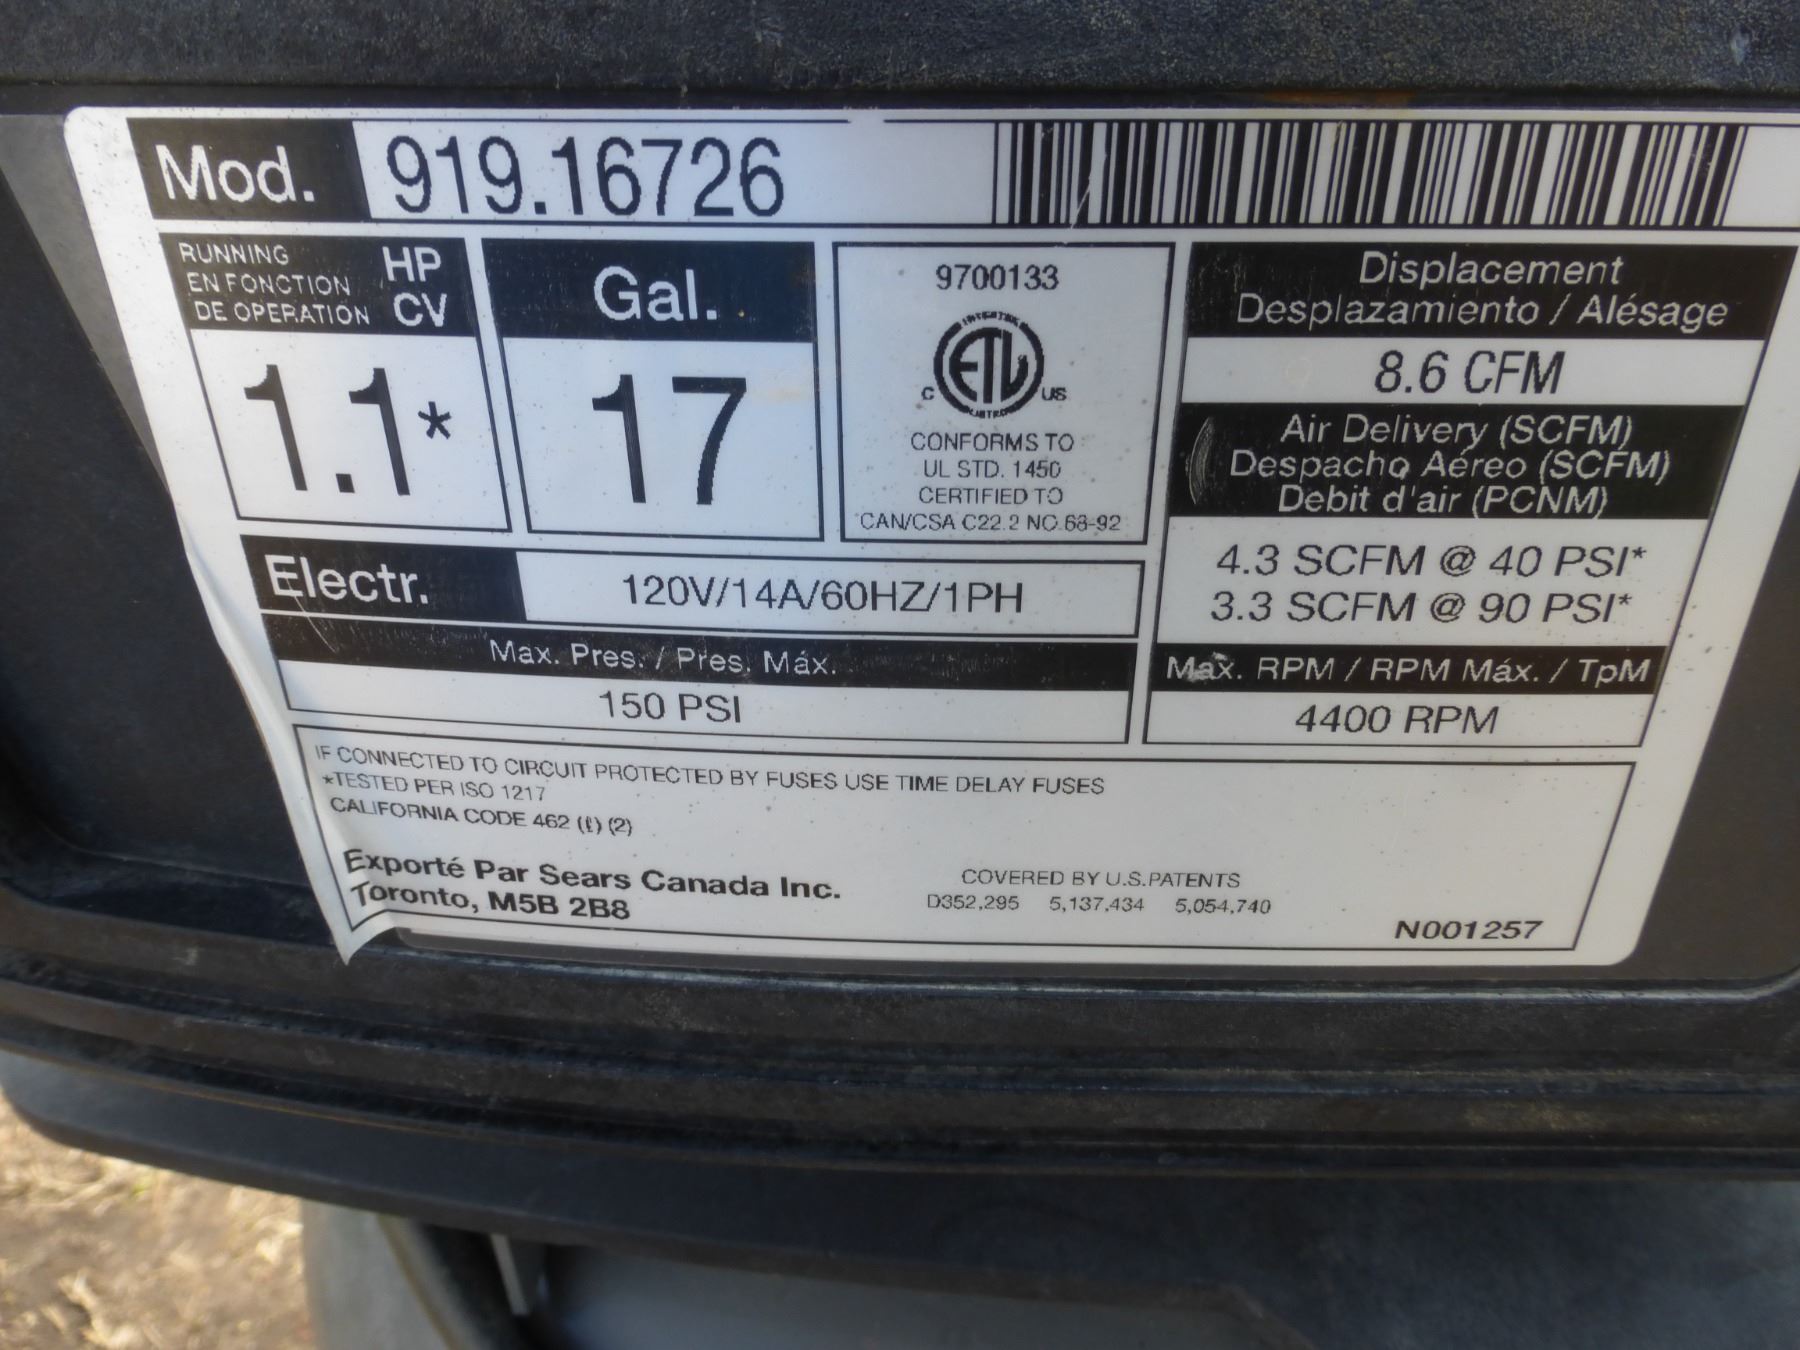 Mod. 919.16726
RUNNING HP
EN FONCTION
DE OPERATION CV
1.1*
Gal.
17
9700133
INTERTEK
ETL
LISTED
C US
CONFORMS TO
UL STD. 1450
CERTIFIED TO
CAN/CSA C22.2 NO.68-92
Displacement
Desplazamiento / Alésage
8.6 CFM
Air Delivery (SCFM)
Despacho Aéreo (SCFM)
Debit d'air (PCNM)
4.3 SCFM @ 40 PSI*
3.3 SCFM @ 90 PSI*
Electr. 120V/14A/60HZ/1PH
Max. Pres. / Pres. Máx.
150 PSI
Max. RPM / RPM Máx. / TpM
4400 RPM
IF CONNECTED TO CIRCUIT PROTECTED BY FUSES USE TIME DELAY FUSES
*TESTED PER ISO 1217
CALIFORNIA CODE 462 (ℓ) (2)
Exporté Par Sears Canada Inc.
Toronto, M5B 2B8
COVERED BY U.S.PATENTS
D352,295 5,137,434 5,054,740
N001257